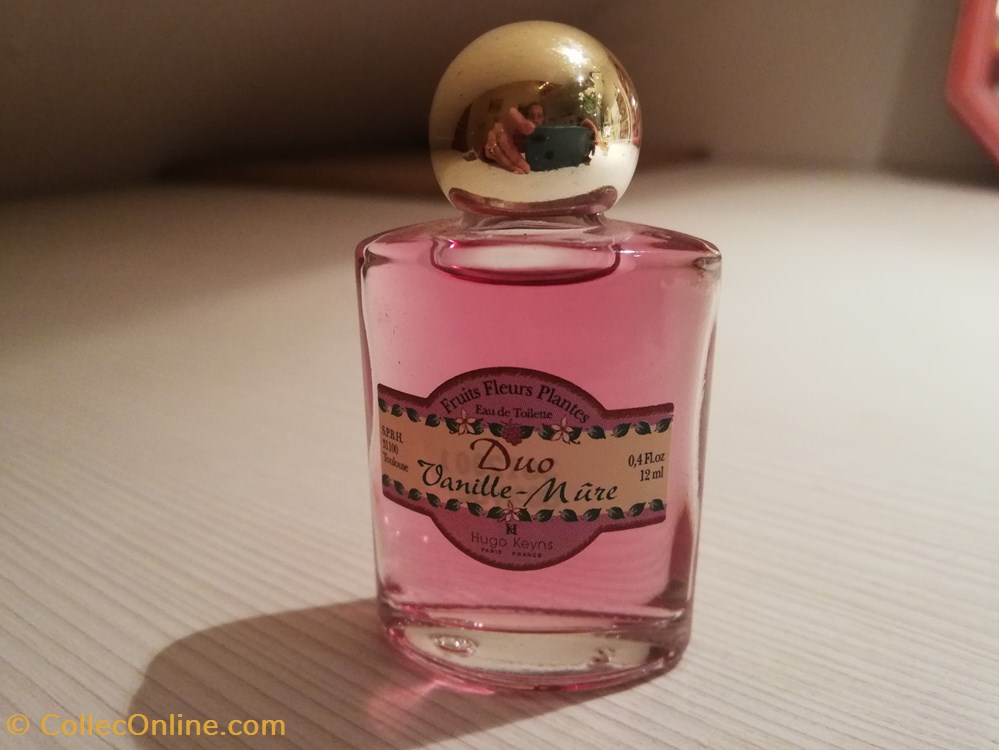 Fruits Fleurs Plantes
Eau de Toilette
S.P.B.H.
31100
Toulouse
Duo
Vanille-Mûre
0,4 Fl.oz
12 ml
Hugo Keyns
PARIS FRANCE
© CollecOnline.com